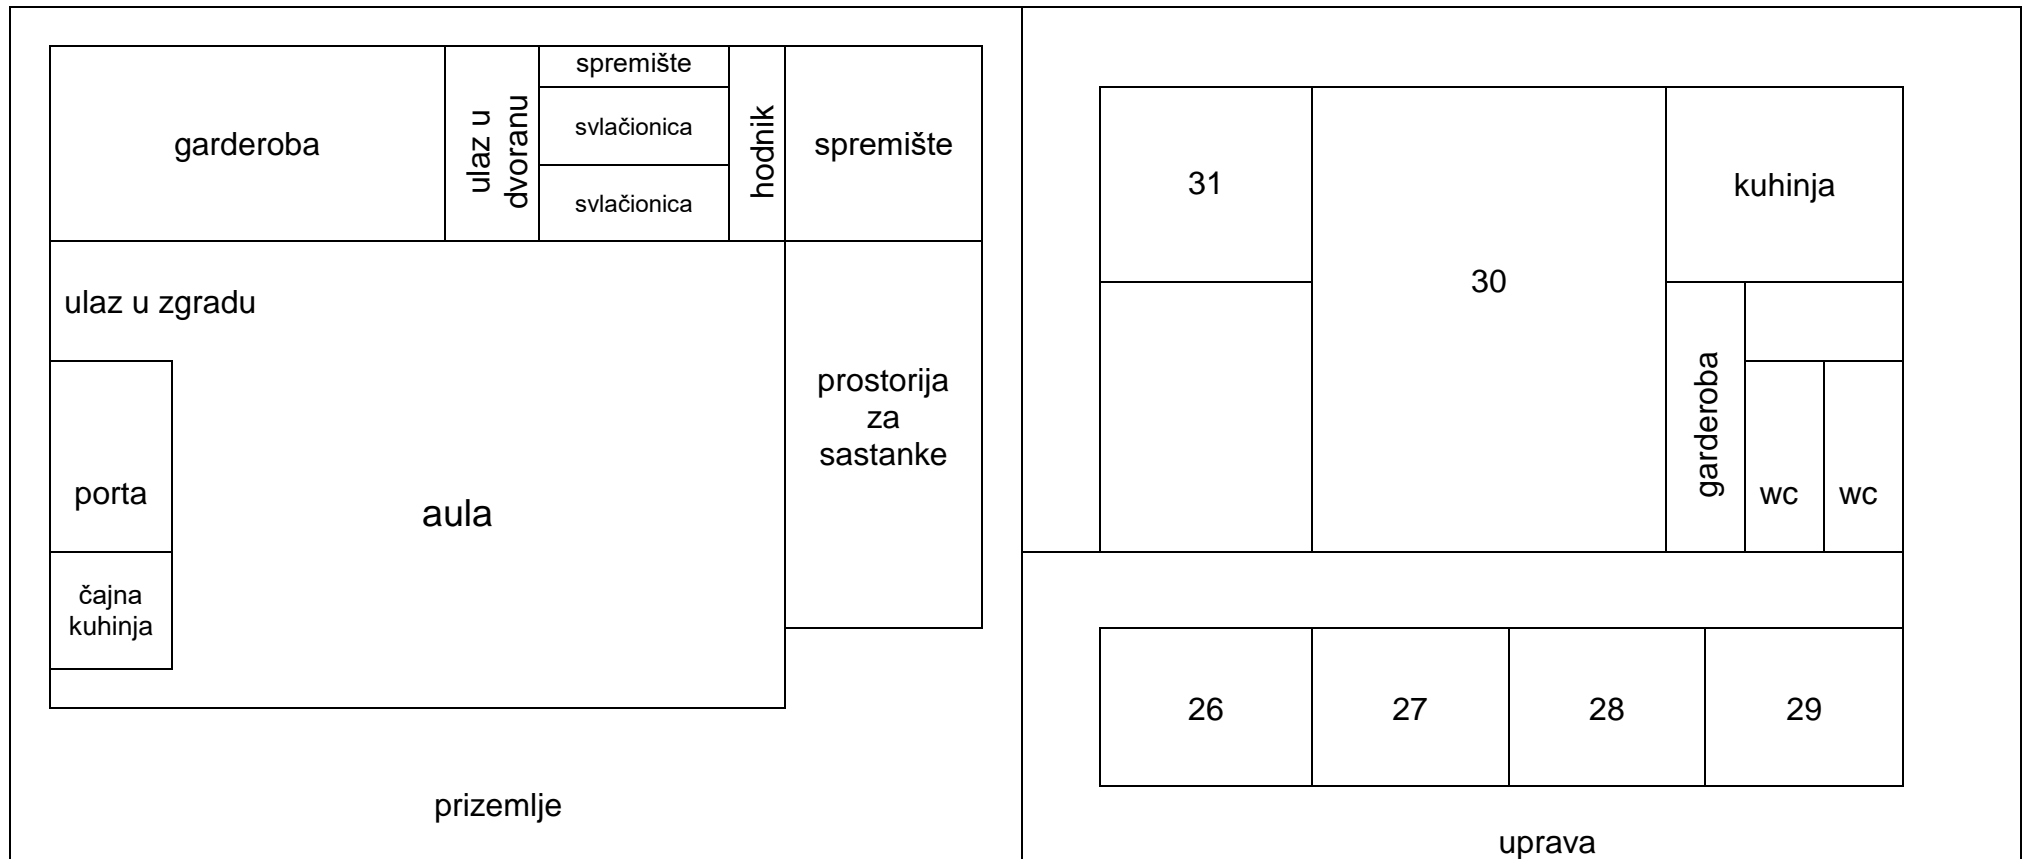 garderoba
ulaz u
dvoranu
spremište
svlačionica
svlačionica
hodnik
spremište
ulaz u zgradu
porta
čajna
kuhinja
aula
prostorija
za
sastanke
prizemlje
31
30
kuhinja
garderoba
wc
wc
26
27
28
29
uprava